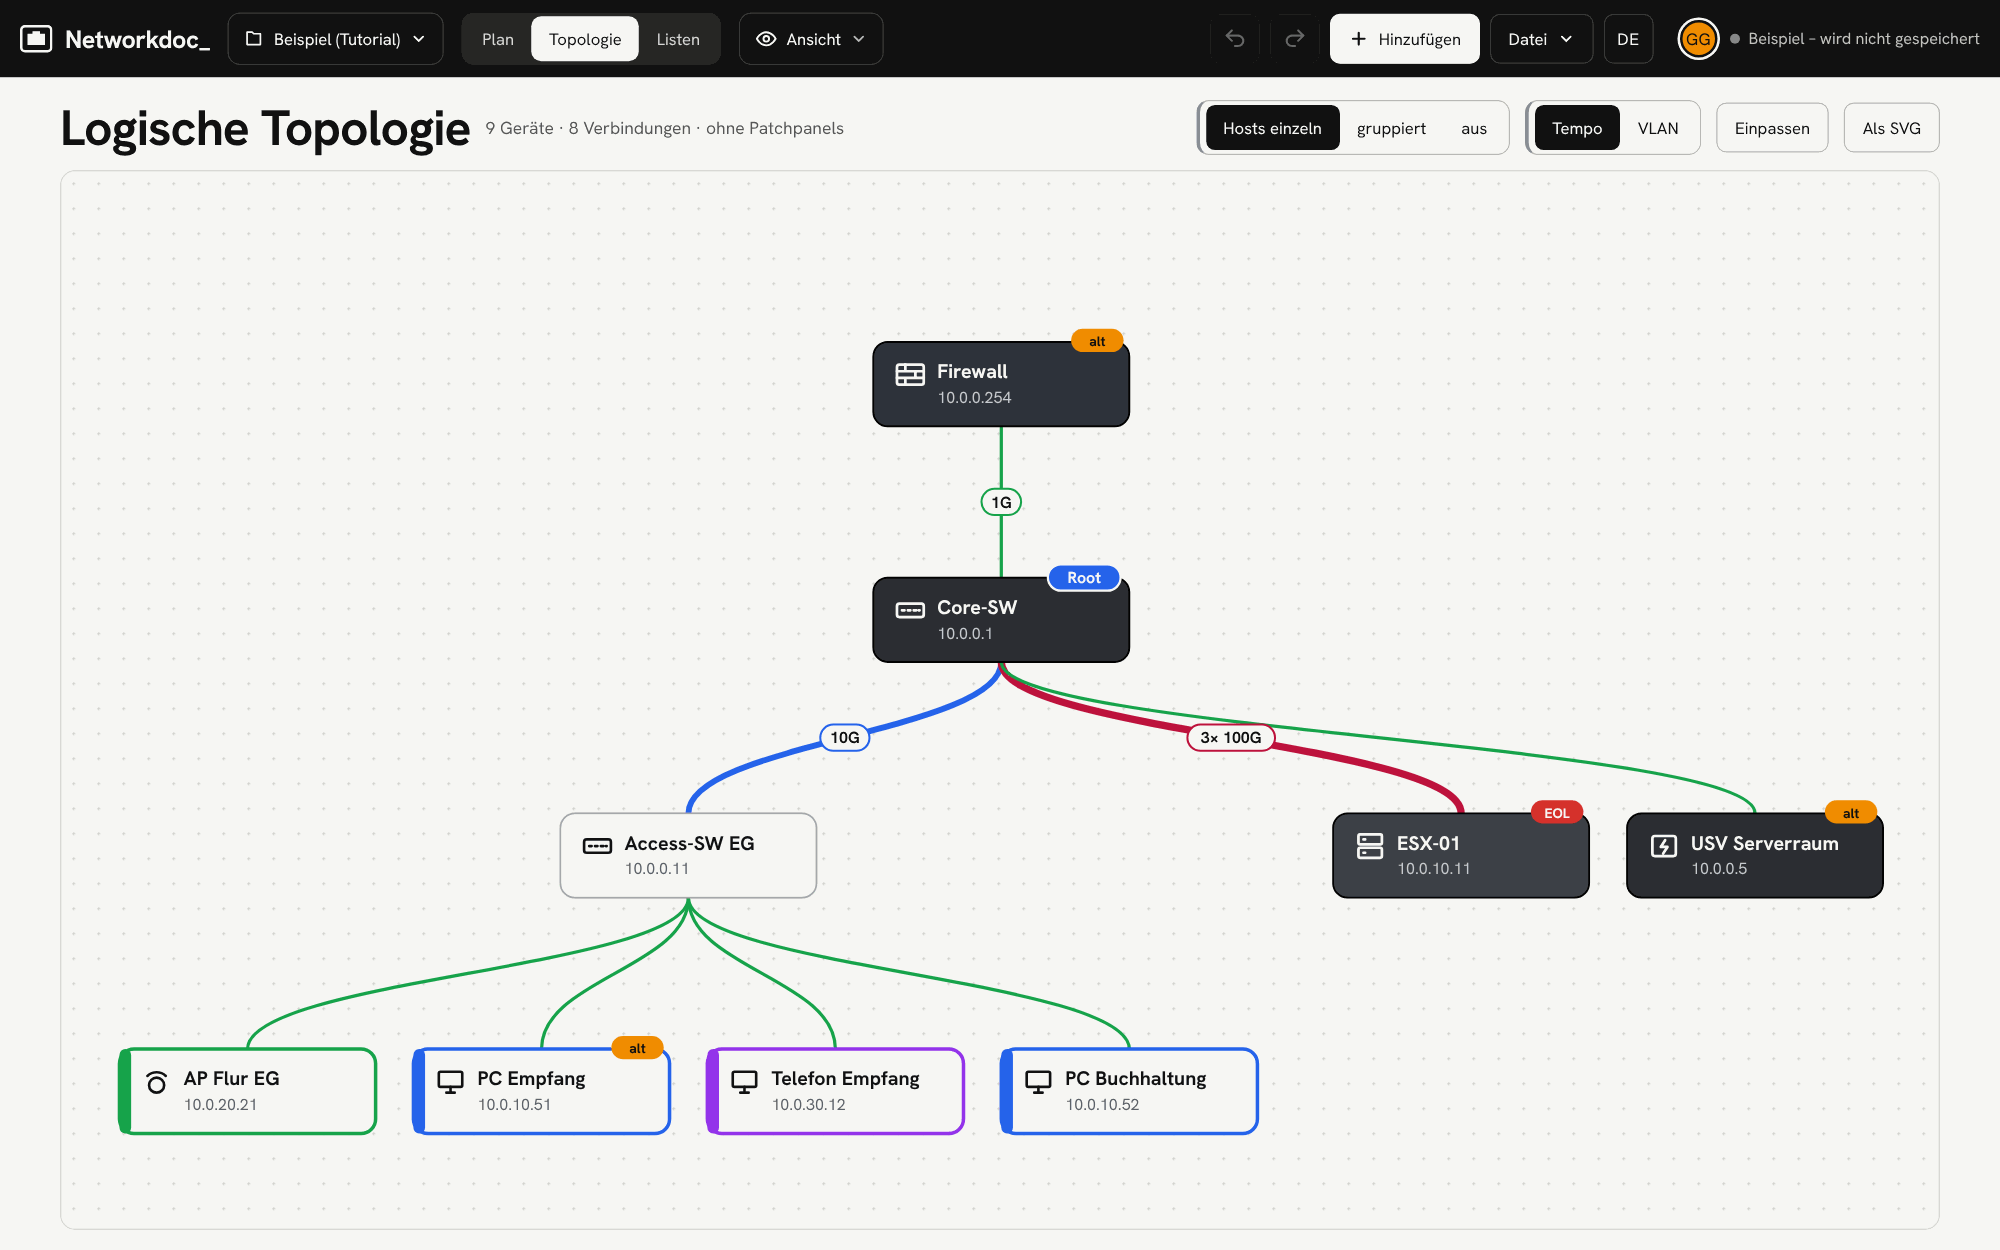 Networkdoc_
Beispiel (Tutorial)
Plan
Topologie
Listen
Ansicht
Hinzufügen
Datei
DE
GG
Beispiel – wird nicht gespeichert
Logische Topologie
9 Geräte · 8 Verbindungen · ohne Patchpanels
Hosts einzeln
gruppiert
aus
Tempo
VLAN
Einpassen
Als SVG
alt
Firewall
10.0.0.254
1G
Root
Core-SW
10.0.0.1
10G
3× 100G
Access-SW EG
10.0.0.11
EOL
ESX-01
10.0.10.11
alt
USV Serverraum
10.0.0.5
AP Flur EG
10.0.20.21
alt
PC Empfang
10.0.10.51
Telefon Empfang
10.0.30.12
PC Buchhaltung
10.0.10.52